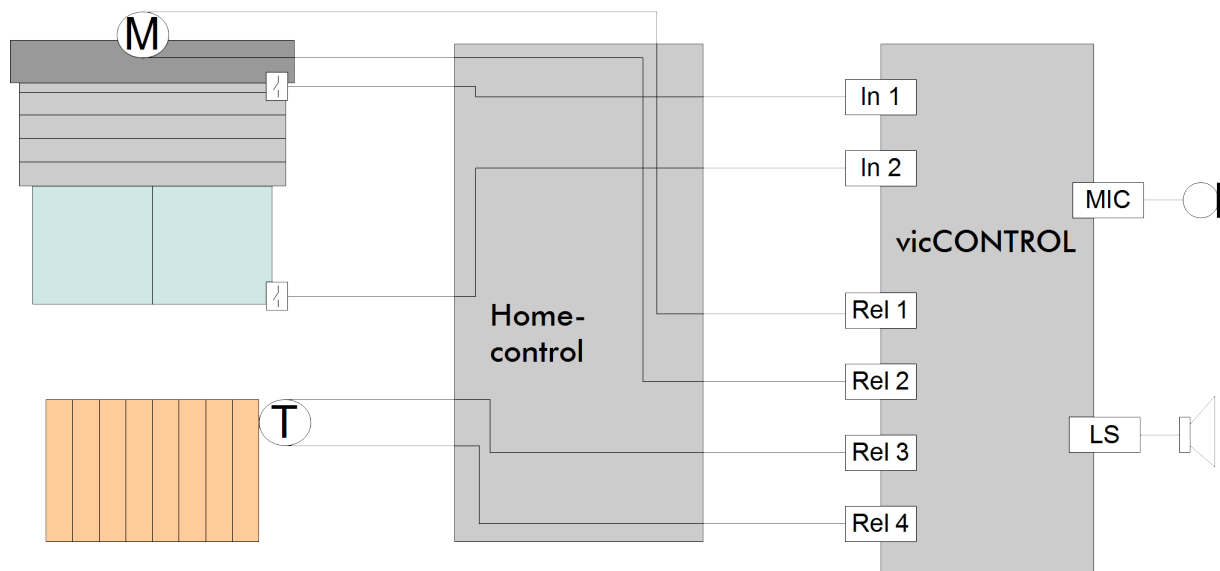 M
In 1
In 2
MIC
vicCONTROL
Rel 1
Home-
control
Rel 2
T
LS
Rel 3
Rel 4